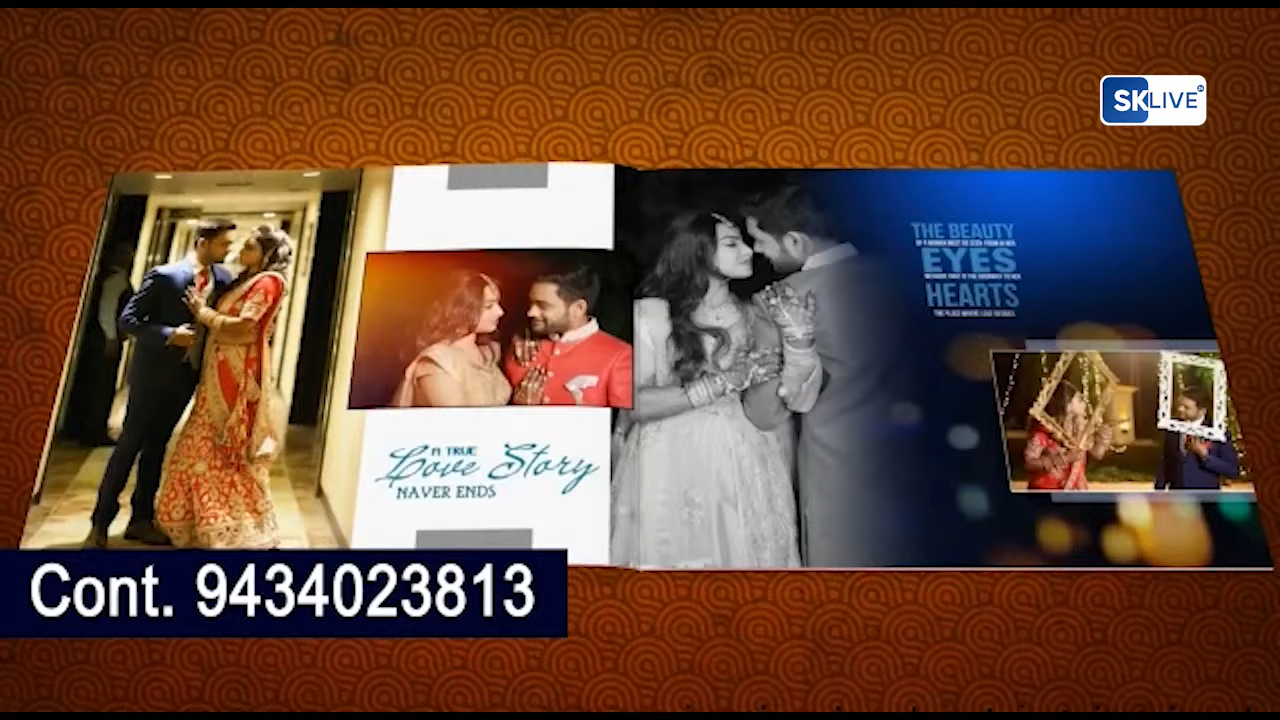 SKLIVE
A TRUE
Love Story
NAVER ENDS
THE BEAUTY
EYES
HEARTS
Cont. 9434023813